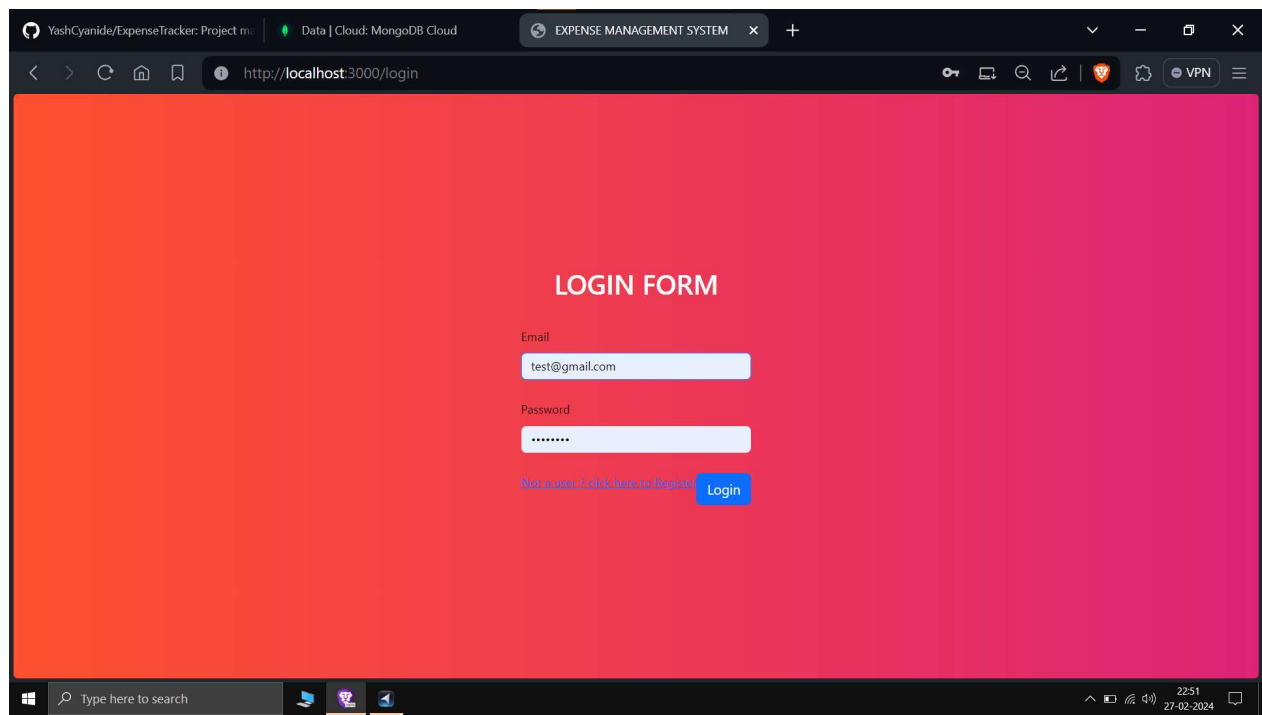 YashCyanide/ExpenseTracker: Project ma
Data | Cloud: MongoDB Cloud
EXPENSE MANAGEMENT SYSTEM
http://localhost:3000/login
VPN
LOGIN FORM
Email
test@gmail.com
Password
••••••••
Not a user ? click here to Register
Login
Type here to search
22:51
27-02-2024